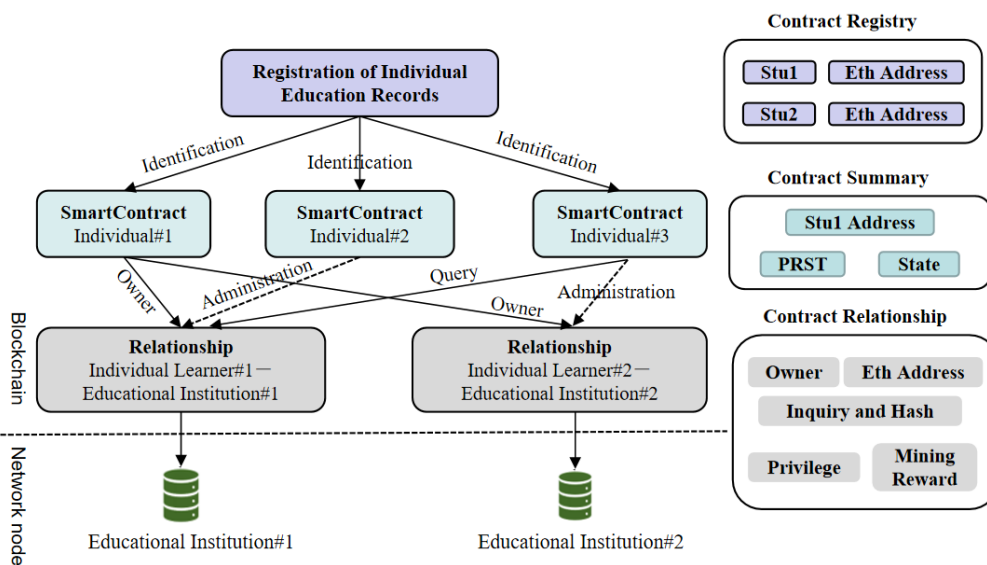 Registration of Individual
Education Records
Identification
Identification
Identification
SmartContract
Individual#1
SmartContract
Individual#2
SmartContract
Individual#3
Owner
Administration
Query
Owner
Administration
Relationship
Individual Learner#1—
Educational Institution#1
Relationship
Individual Learner#2—
Educational Institution#2
Blockchain
Network node
Educational Institution#1
Educational Institution#2
Contract Registry
Stu1 Eth Address
Stu2 Eth Address
Contract Summary
Stu1 Address
PRST State
Contract Relationship
Owner Eth Address
Inquiry and Hash
Privilege
Mining
Reward